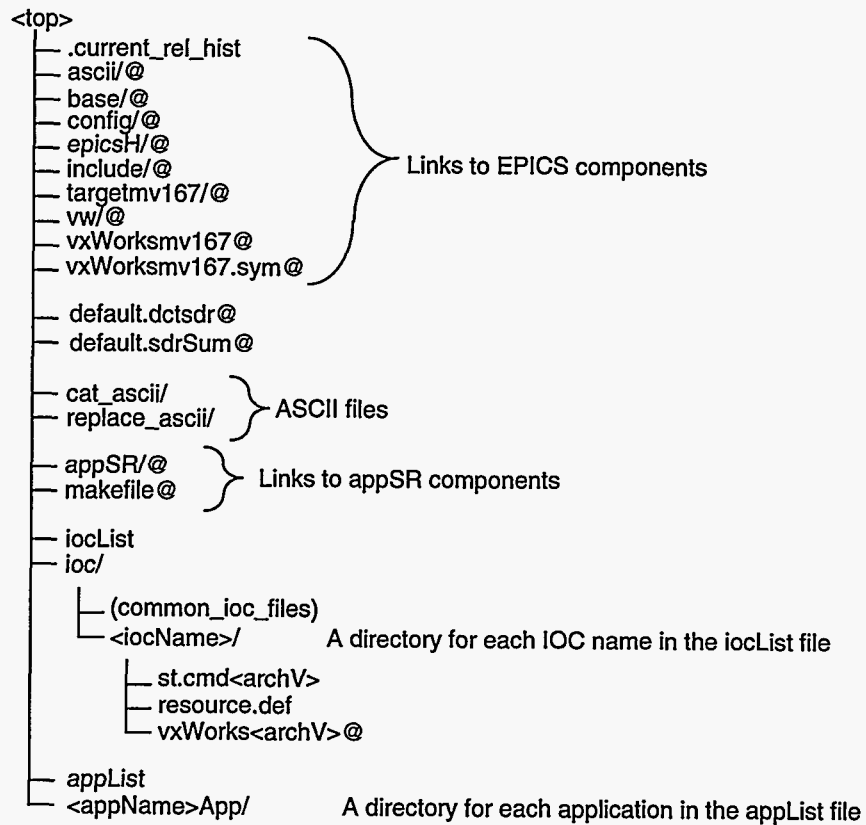 <top>
.current_rel_hist
ascii/@
base/@
config/@
epicsH/@
include/@
Links to EPICS components
targetmv167/@
vw/@
vxWorksmv167@
vxWorksmv167.sym@
default.dctsdr@
default.sdrSum@
cat_ascii/
replace_ascii/
ASCII files
appSR/@
makefile@
Links to appSR components
iocList
ioc/
(common_ioc_files)
<iocName>/ A directory for each IOC name in the iocList file
st.cmd<archV>
resource.def
vxWorks<archV>@
appList
<appName>App/ A directory for each application in the appList file